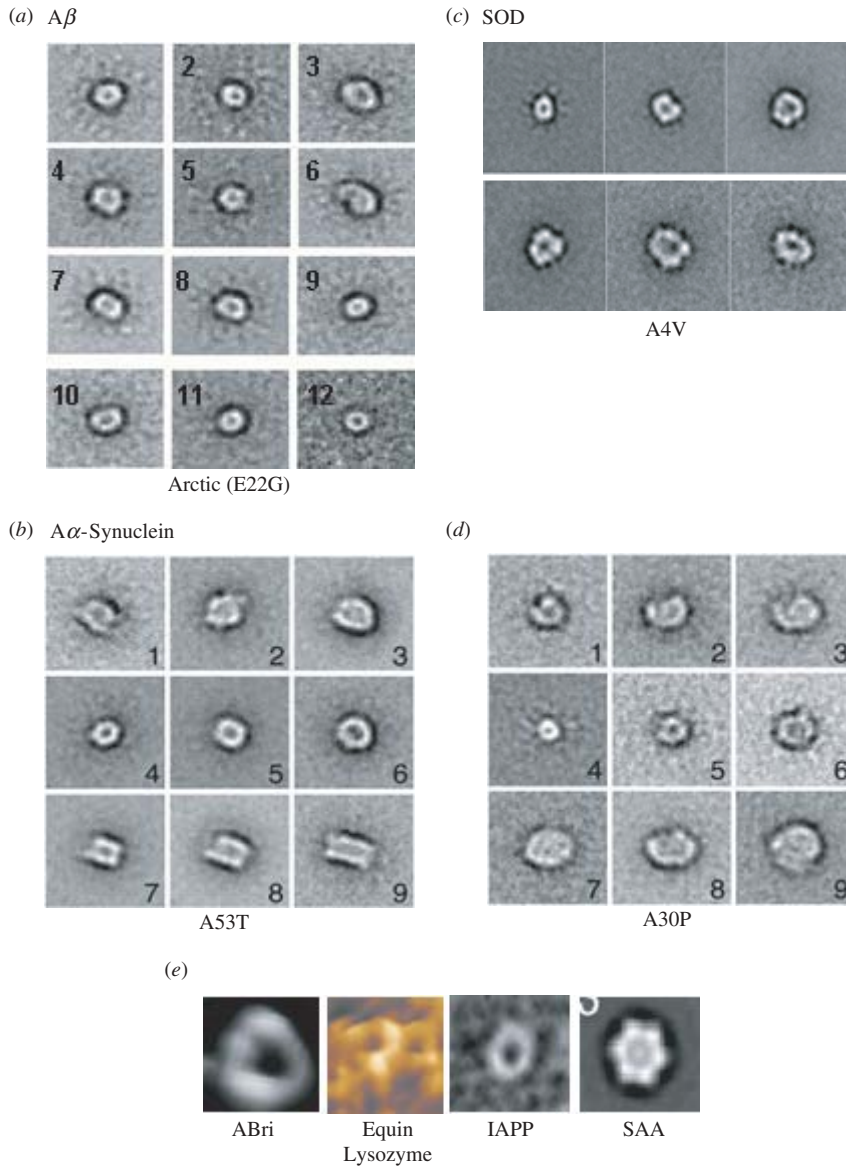 (a) Aβ
2 3
4 5 6
7 8 9
10 11 12
Arctic (E22G)
(c) SOD
A4V
(b) Aα-Synuclein
1 2 3
4 5 6
7 8 9
A53T
(d)
1 2 3
4 5 6
7 8 9
A30P
(e)
ABri
Equin
Lysozyme
IAPP
SAA